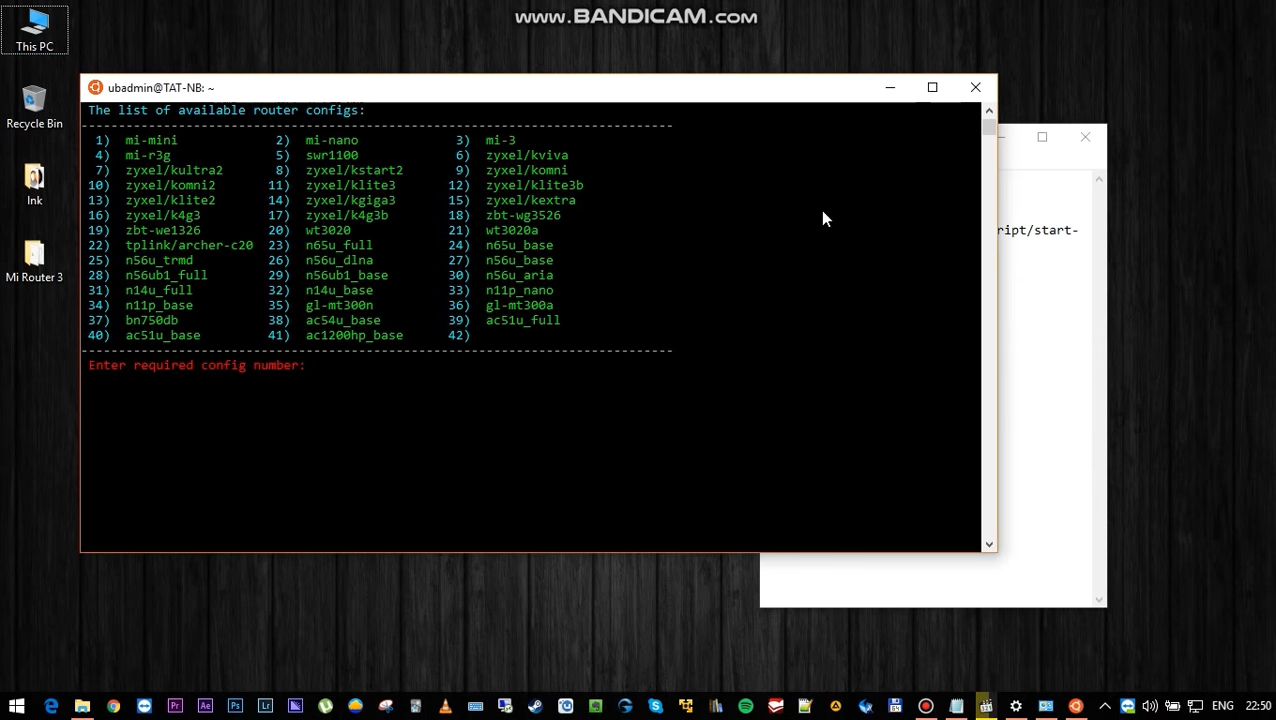 www.BANDICAM.com
This PC
Recycle Bin
Ink
Mi Router 3
ubadmin@TAT-NB: ~
The list of available router configs:
--------------------------------------------------------------------------------
1) mi-mini 2) mi-nano 3) mi-3
4) mi-r3g 5) swr1100 6) zyxel/kviva
7) zyxel/kultra2 8) zyxel/kstart2 9) zyxel/komni
10) zyxel/komni2 11) zyxel/klite3 12) zyxel/klite3b
13) zyxel/klite2 14) zyxel/kgiga3 15) zyxel/kextra
16) zyxel/k4g3 17) zyxel/k4g3b 18) zbt-wg3526
19) zbt-we1326 20) wt3020 21) wt3020a
22) tplink/archer-c20 23) n65u_full 24) n65u_base
25) n56u_trmd 26) n56u_dlna 27) n56u_base
28) n56ub1_full 29) n56ub1_base 30) n56u_aria
31) n14u_full 32) n14u_base 33) n11p_nano
34) n11p_base 35) gl-mt300n 36) gl-mt300a
37) bn750db 38) ac54u_base 39) ac51u_full
40) ac51u_base 41) ac1200hp_base 42)
--------------------------------------------------------------------------------
Enter required config number:
ript/start-
Pr Ae Ps Lr
ENG 22:50